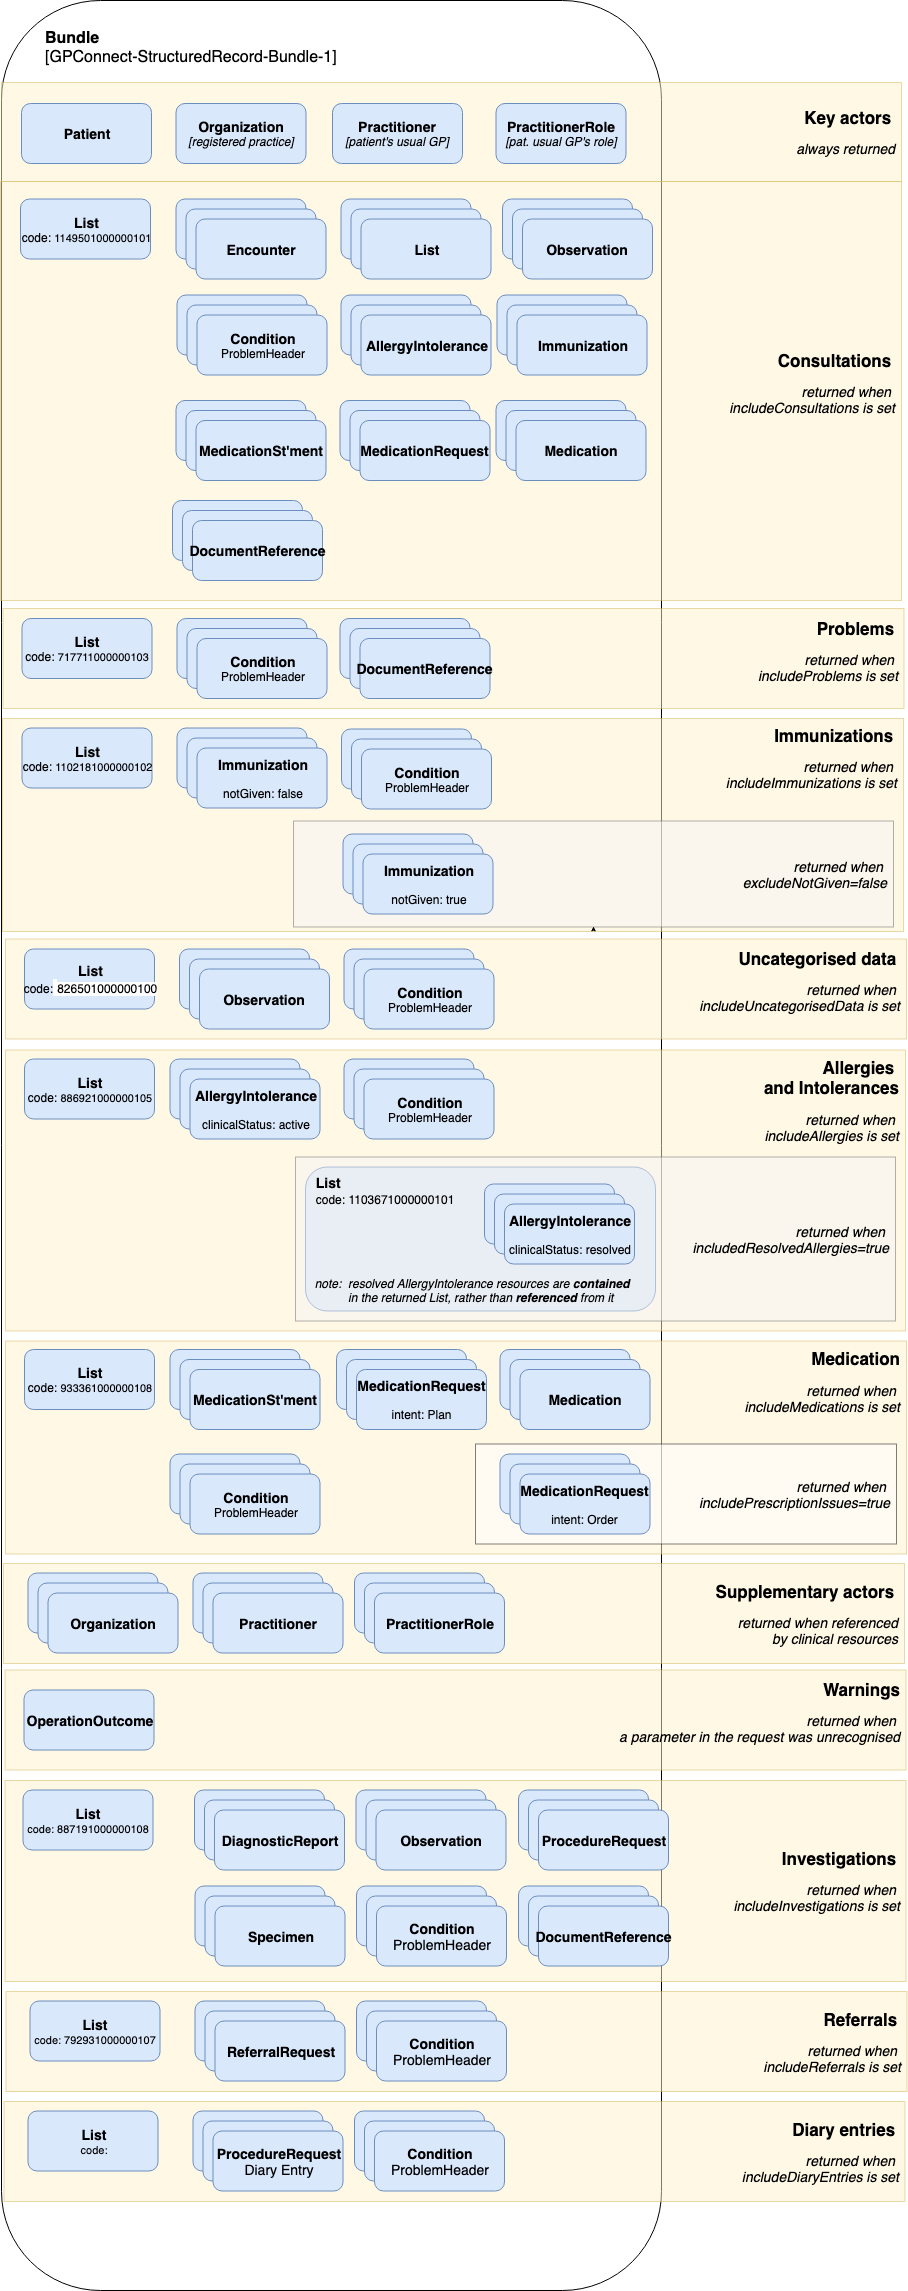 Bundle
[GPConnect-StructuredRecord-Bundle-1]
Patient
Organization
[registered practice]
Practitioner
[patient's usual GP]
PractitionerRole
[pat. usual GP's role]
Key actors
always returned
List
code: 1149501000000101
Encounter
List
Observation
Condition
ProblemHeader
AllergyIntolerance
Immunization
Consultations
returned when
includeConsultations is set
MedicationSt'ment
MedicationRequest
Medication
DocumentReference
List
code: 717711000000103
Condition
ProblemHeader
DocumentReference
Problems
returned when
includeProblems is set
List
code: 1102181000000102
Immunization
notGiven: false
Condition
ProblemHeader
Immunizations
returned when
includeImmunizations is set
Immunization
notGiven: true
returned when
excludeNotGiven=false
List
code: 826501000000100
Observation
Condition
ProblemHeader
Uncategorised data
returned when
includeUncategorisedData is set
List
code: 886921000000105
AllergyIntolerance
clinicalStatus: active
Condition
ProblemHeader
Allergies
and Intolerances
returned when
includeAllergies is set
List
code: 1103671000000101
AllergyIntolerance
clinicalStatus: resolved
note: resolved AllergyIntolerance resources are contained
in the returned List, rather than referenced from it
returned when
includedResolvedAllergies=true
List
code: 933361000000108
MedicationSt'ment
MedicationRequest
intent: Plan
Medication
Medication
returned when
includeMedications is set
Condition
ProblemHeader
MedicationRequest
intent: Order
returned when
includePrescriptionIssues=true
Organization
Practitioner
PractitionerRole
Supplementary actors
returned when referenced
by clinical resources
OperationOutcome
Warnings
returned when
a parameter in the request was unrecognised
List
code: 887191000000108
DiagnosticReport
Observation
ProcedureRequest
Specimen
Condition
ProblemHeader
DocumentReference
Investigations
returned when
includeInvestigations is set
List
code: 792931000000107
ReferralRequest
Condition
ProblemHeader
Referrals
returned when
includeReferrals is set
List
code:
ProcedureRequest
Diary Entry
Condition
ProblemHeader
Diary entries
returned when
includeDiaryEntries is set